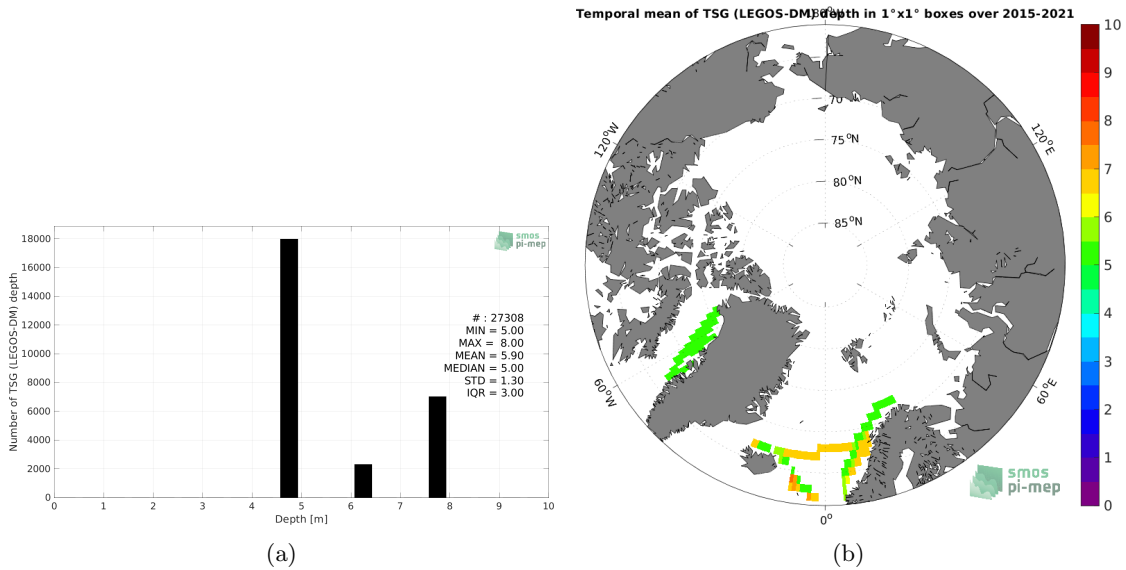 Temporal mean of TSG (LEGOS-DM) depth in 1°x1° boxes over 2015-2021
Number of TSG (LEGOS-DM) depth
18000
16000
14000
12000
10000
8000
6000
4000
2000
0
smos
pi-mep
# : 27308
MIN = 5.00
MAX = 8.00
MEAN = 5.90
MEDIAN = 5.00
STD = 1.30
IQR = 3.00
0 1 2 3 4 5 6 7 8 9 10
Depth [m]
(a)
120°W
60°W
0°
60°E
120°E
75°N
80°N
85°N
10
9
8
7
6
5
4
3
2
1
0
smos
pi-mep
(b)